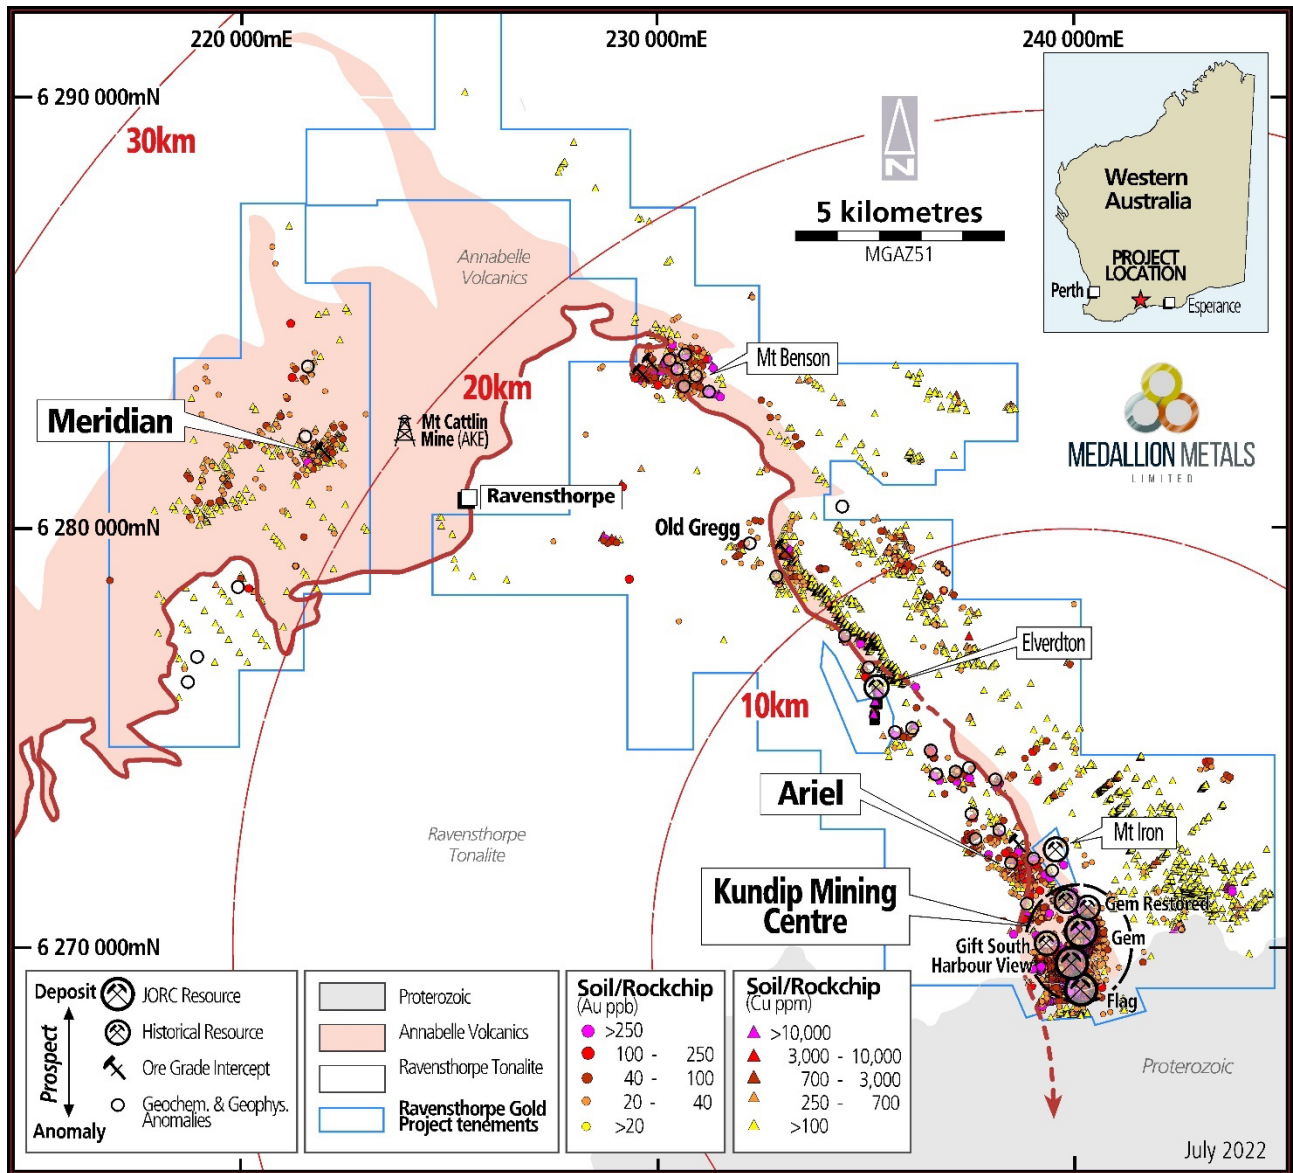 220 000mE
230 000mE
240 000mE
6 290 000mN
30km
Annabelle
Volcanics
N
5 kilometres
MGAZ51
Western
Australia
PROJECT
LOCATION
Perth
Esperance
Mt Benson
20km
Meridian
Mt Cattlin
Mine (AKE)
MEDALLION METALS
LIMITED
Ravensthorpe
6 280 000mN
Old Gregg
Elverdton
10km
Ariel
Mt Iron
Ravensthorpe
Tonalite
Kundip Mining
Centre
Gem Restored
Gem
Gift South
Harbour View
Flag
6 270 000mN
Proterozoic
Deposit
Prospect
Anomaly
JORC Resource
Historical Resource
Ore Grade Intercept
Geochem. & Geophys.
Anomalies
Proterozoic
Annabelle Volcanics
Ravensthorpe Tonalite
Ravensthorpe Gold
Project tenements
Soil/Rockchip
(Au ppb)
>250
100 - 250
40 - 100
20 - 40
>20
Soil/Rockchip
(Cu ppm)
>10,000
3,000 - 10,000
700 - 3,000
250 - 700
>100
July 2022